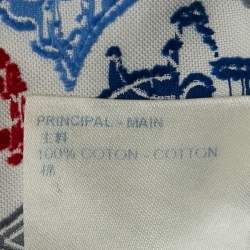 PRINCIPAL - MAIN
主料
100% COTON - COTTON
棉